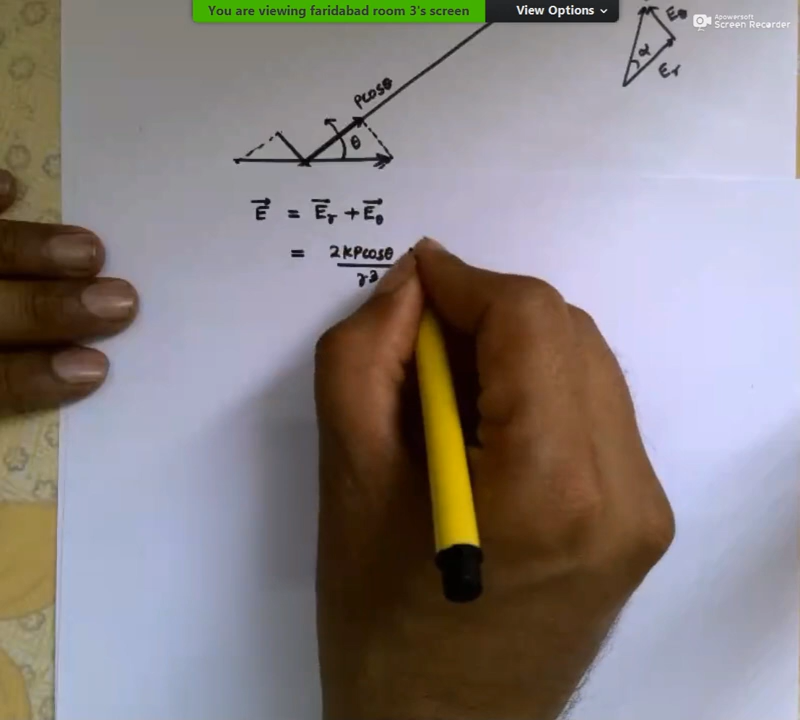 You are viewing faridabad room 3's screen View Options
Apowersoft
Screen Recorder
Eθ
α
Er
Pcosθ
θ
E⃗ = E⃗r + E⃗θ
= 2KPcosθ / r³